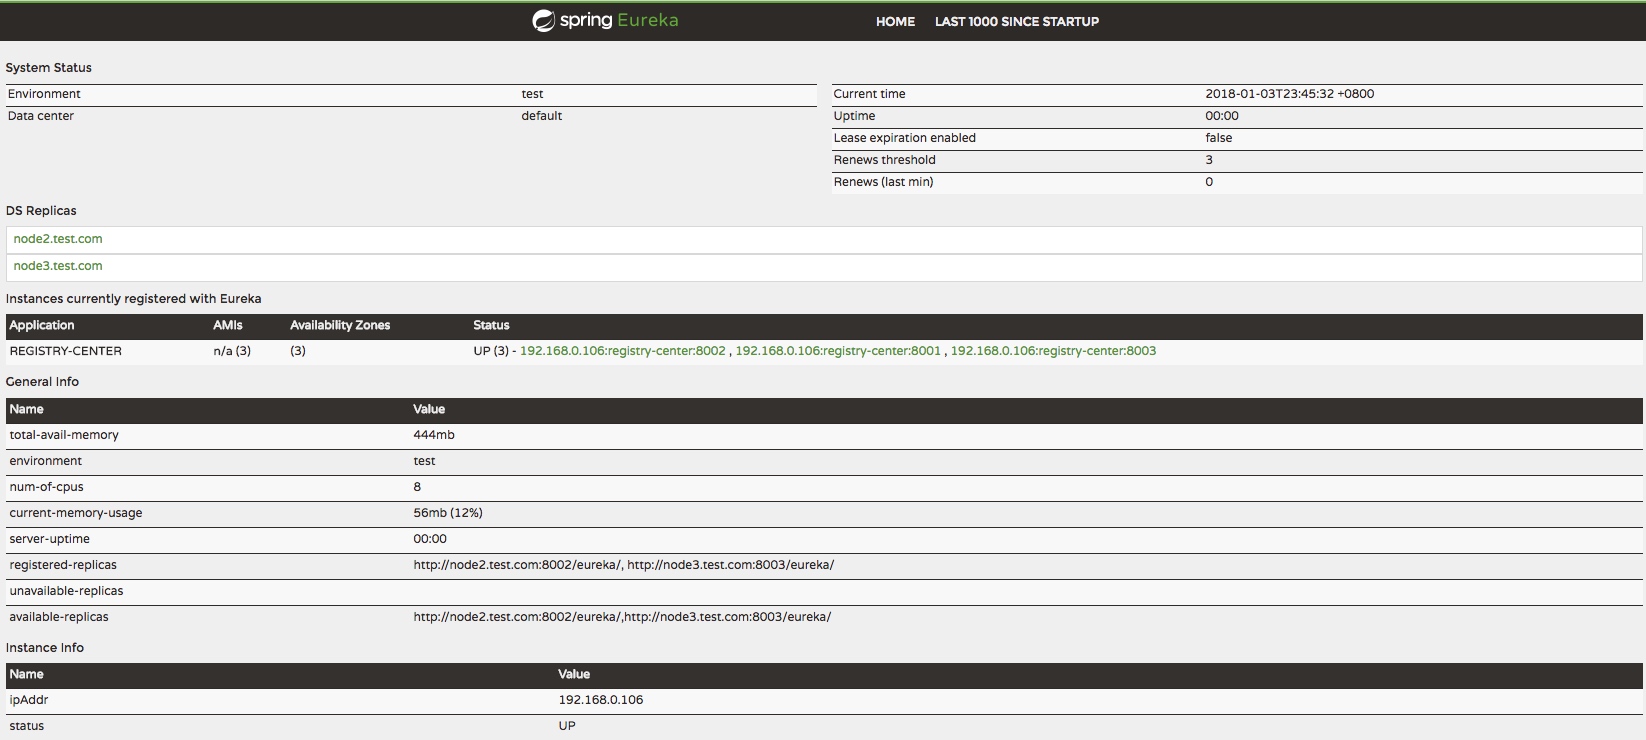 spring Eureka HOME LAST 1000 SINCE STARTUP
System Status
Environment test
Data center default
Current time 2018-01-03T23:45:32 +0800
Uptime 00:00
Lease expiration enabled false
Renews threshold 3
Renews (last min) 0
DS Replicas
node2.test.com
node3.test.com
Instances currently registered with Eureka
Application AMIs Availability Zones Status
REGISTRY-CENTER n/a (3) (3) UP (3) - 192.168.0.106:registry-center:8002 , 192.168.0.106:registry-center:8001 , 192.168.0.106:registry-center:8003
General Info
Name Value
total-avail-memory 444mb
environment test
num-of-cpus 8
current-memory-usage 56mb (12%)
server-uptime 00:00
registered-replicas http://node2.test.com:8002/eureka/, http://node3.test.com:8003/eureka/
unavailable-replicas
available-replicas http://node2.test.com:8002/eureka/,http://node3.test.com:8003/eureka/
Instance Info
Name Value
ipAddr 192.168.0.106
status UP